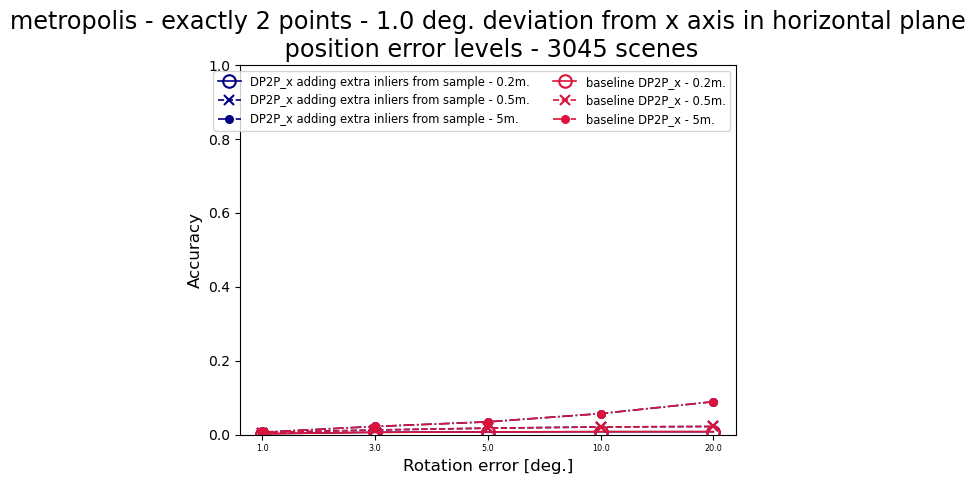 metropolis - exactly 2 points - 1.0 deg. deviation from x axis in horizontal plane
position error levels - 3045 scenes
DP2P_x adding extra inliers from sample - 0.2m.
DP2P_x adding extra inliers from sample - 0.5m.
DP2P_x adding extra inliers from sample - 5m.
baseline DP2P_x - 0.2m.
baseline DP2P_x - 0.5m.
baseline DP2P_x - 5m.
Accuracy
1.0
0.8
0.6
0.4
0.2
0.0
1.0 3.0 5.0 10.0 20.0
Rotation error [deg.]